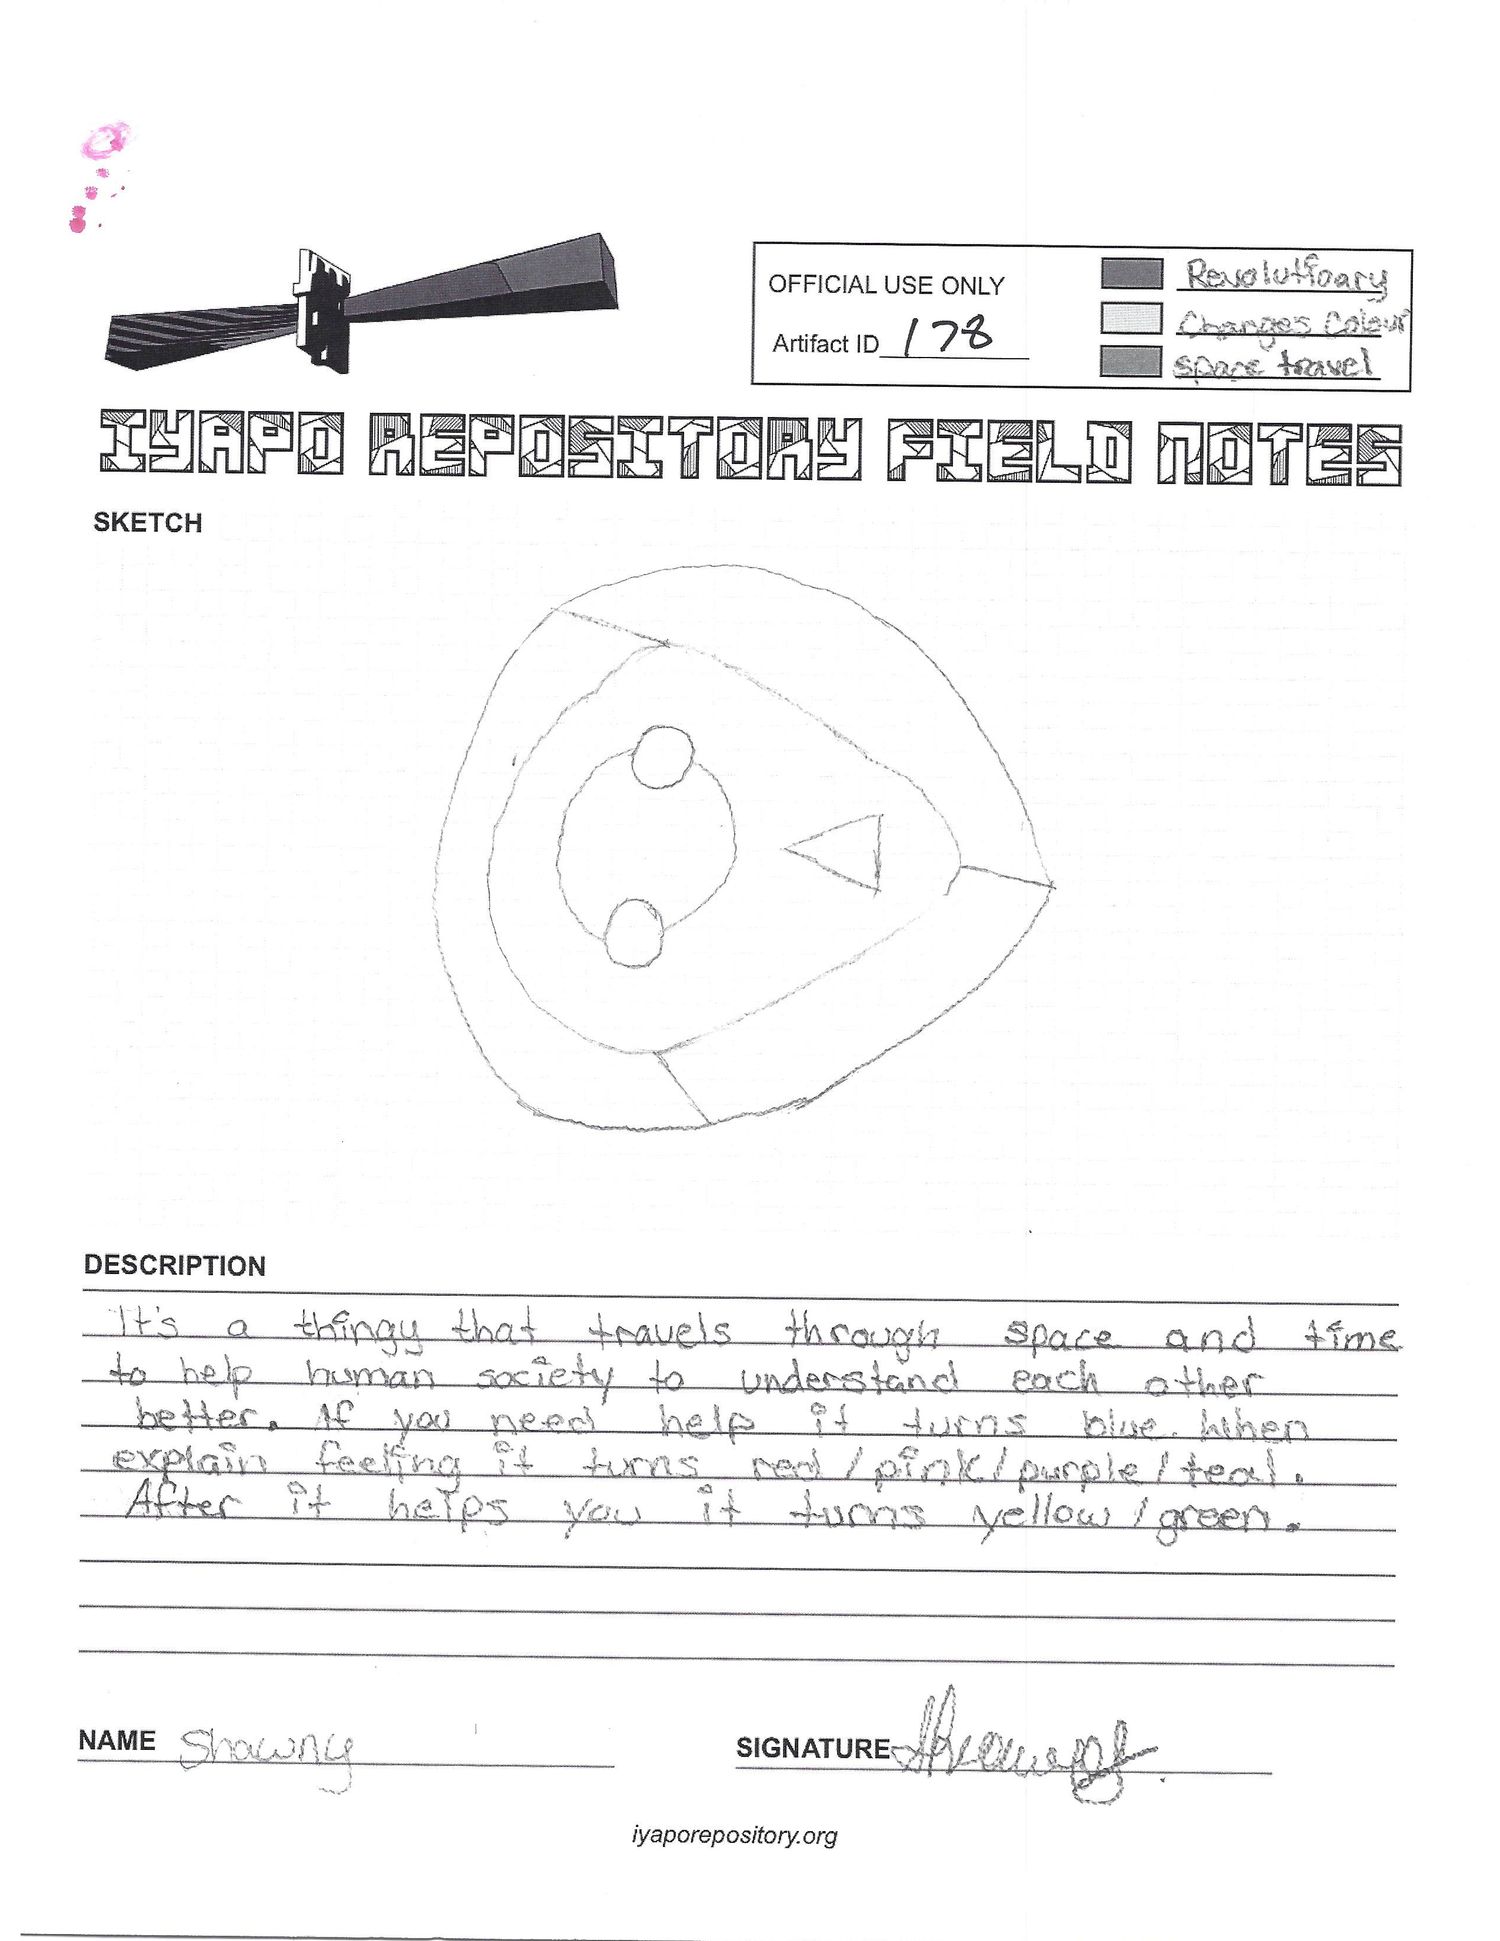 OFFICIAL USE ONLY
Artifact ID 178
Revolutioary
Changes Colour
space travel
IYAPO REPOSITORY FIELD NOTES
SKETCH
DESCRIPTION
It's a thingy that travels through space and time
to help human society to understand each other
better. If you need help it turns blue. When
explain feeling it turns red/pink/purple/teal.
After it helps you it turns yellow/green.
NAME Shawny
SIGNATURE Shawny
iyaporepository.org